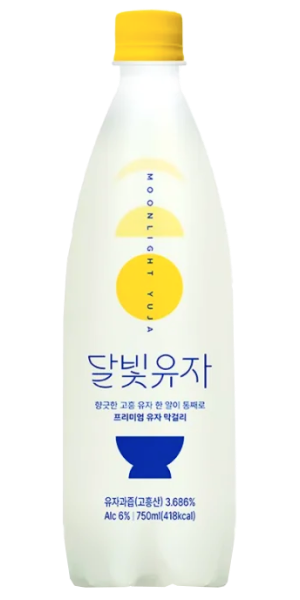 MOONLIGHT YUJA
달빛유자
향긋한 고흥 유자 한 알이 통째로
프리미엄 유자 막걸리
유자과즙(고흥산) 3.686%
Alc 6% | 750ml(418kcal)